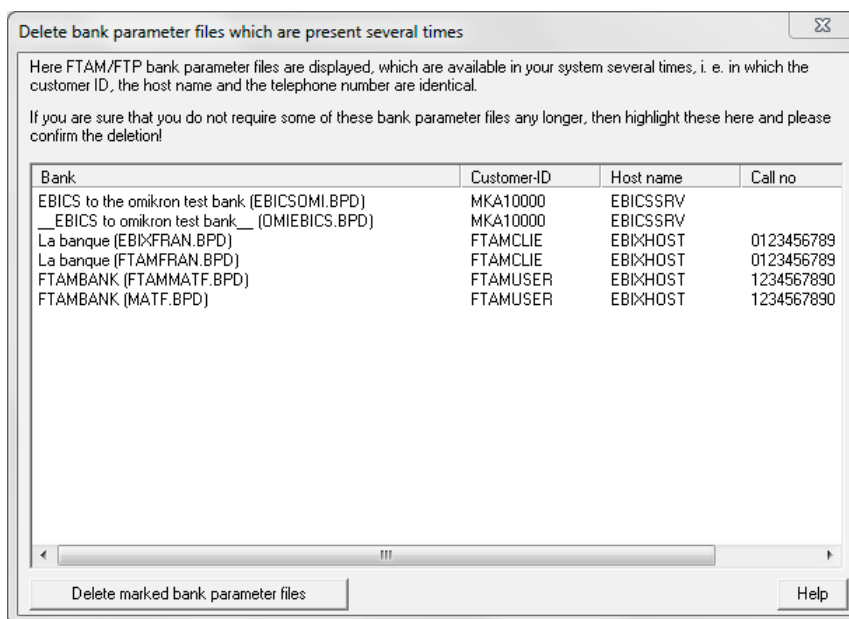 Delete bank parameter files which are present several times
Here FTAM/FTP bank parameter files are displayed, which are available in your system several times, i. e. in which the
customer ID, the host name and the telephone number are identical.
If you are sure that you do not require some of these bank parameter files any longer, then highlight these here and please
confirm the deletion!
Bank Customer-ID Host name Call no
EBICS to the omikron test bank (EBICSOMI.BPD) MKA10000 EBICSSRV
__EBICS to omikron test bank__ (OMIEBICS.BPD) MKA10000 EBICSSRV
La banque (EBIXFRAN.BPD) FTAMCLIE EBIXHOST 0123456789
La banque (FTAMFRAN.BPD) FTAMCLIE EBIXHOST 0123456789
FTAMBANK (FTAMMATF.BPD) FTAMUSER EBIXHOST 1234567890
FTAMBANK (MATF.BPD) FTAMUSER EBIXHOST 1234567890
Delete marked bank parameter files Help